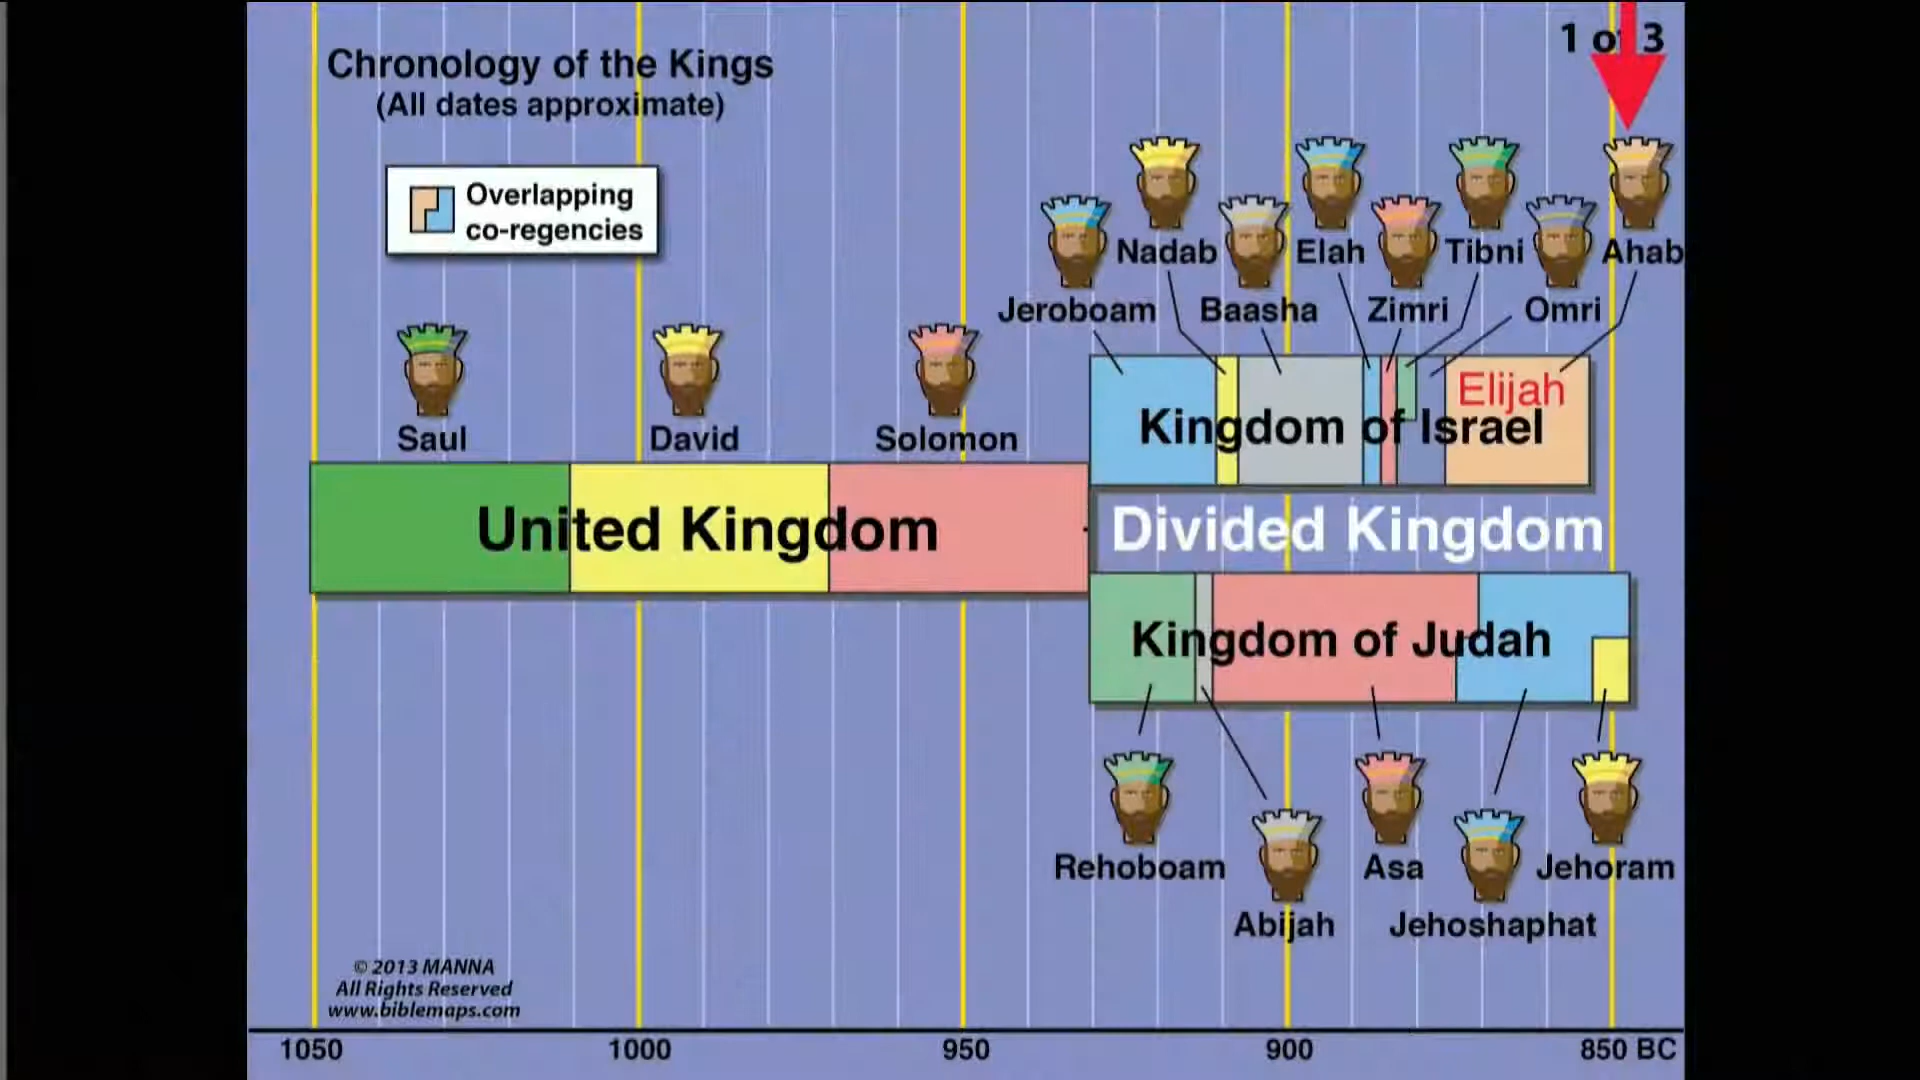 1 of 3
Chronology of the Kings
(All dates approximate)
Overlapping
co-regencies
Nadab
Elah
Tibni
Ahab
Jeroboam
Baasha
Zimri
Omri
Elijah
Kingdom of Israel
Saul
David
Solomon
United Kingdom
Divided Kingdom
Kingdom of Judah
Rehoboam
Asa
Jehoram
Abijah
Jehoshaphat
© 2013 MANNA
All Rights Reserved
www.biblemaps.com
1050 1000 950 900 850 BC